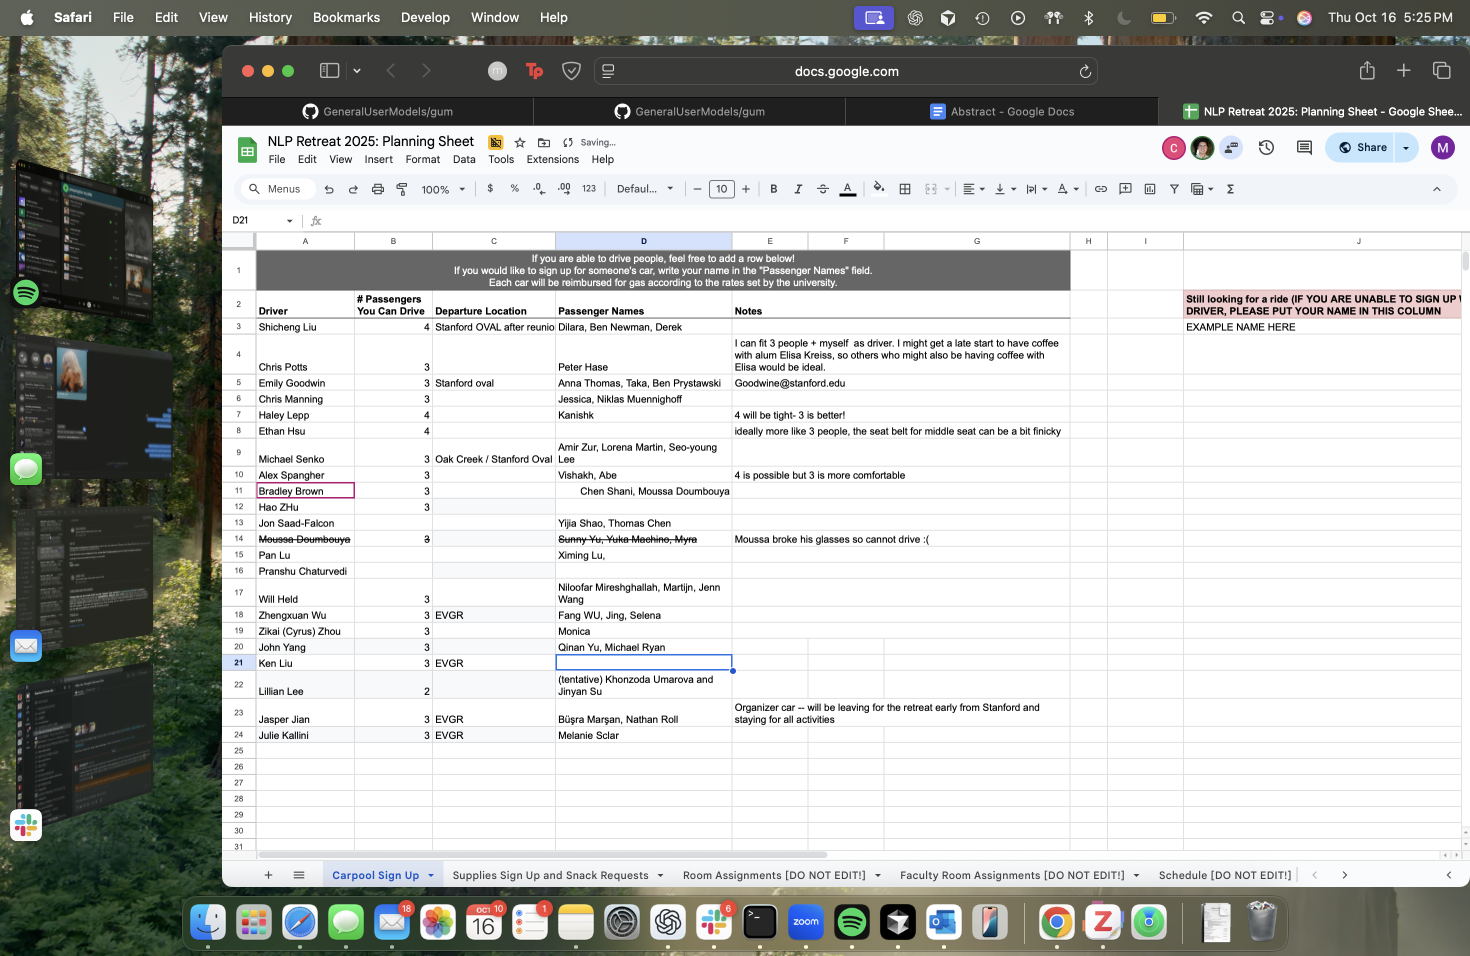 Safari File Edit View History Bookmarks Develop Window Help
Thu Oct 16 5:25 PM
docs.google.com
GeneralUserModels/gum
GeneralUserModels/gum
Abstract - Google Docs
NLP Retreat 2025: Planning Sheet - Google Shee...
NLP Retreat 2025: Planning Sheet
Saving...
File Edit View Insert Format Data Tools Extensions Help
C
Share
M
Menus
100%
$ % .0 .00 123
Defaul...
10
B I A
D21
fx
A B C D E F G H I J
1
If you are able to drive people, feel free to add a row below!
If you would like to sign up for someone's car, write your name in the "Passenger Names" field.
Each car will be reimbursed for gas according to the rates set by the university.
2 Driver # Passengers You Can Drive Departure Location Passenger Names Notes
Still looking for a ride (IF YOU ARE UNABLE TO SIGN UP
DRIVER, PLEASE PUT YOUR NAME IN THIS COLUMN
3 Shicheng Liu 4 Stanford OVAL after reunio Dilara, Ben Newman, Derek
EXAMPLE NAME HERE
4 Chris Potts 3 Peter Hase
I can fit 3 people + myself as driver. I might get a late start to have coffee
with alum Elisa Kreiss, so others who might also be having coffee with
Elisa would be ideal.
5 Emily Goodwin 3 Stanford oval Anna Thomas, Taka, Ben Prystawski Goodwine@stanford.edu
6 Chris Manning 3 Jessica, Niklas Muennighoff
7 Haley Lepp 4 Kanishk 4 will be tight- 3 is better!
8 Ethan Hsu 4 ideally more like 3 people, the seat belt for middle seat can be a bit finicky
9 Michael Senko 3 Oak Creek / Stanford Oval Amir Zur, Lorena Martin, Seo-young
Lee
10 Alex Spangher 3 Vishakh, Abe 4 is possible but 3 is more comfortable
11 Bradley Brown 3 Chen Shani, Moussa Doumbouya
12 Hao ZHu 3
13 Jon Saad-Falcon Yijia Shao, Thomas Chen
14 Moussa Doumbouya 3 Sunny Yu, Yuka Machino, Myra Moussa broke his glasses so cannot drive :(
15 Pan Lu Ximing Lu,
16 Pranshu Chaturvedi
17 Will Held 3 Niloofar Mireshghallah, Martijn, Jenn
Wang
18 Zhengxuan Wu 3 EVGR Fang WU, Jing, Selena
19 Zikai (Cyrus) Zhou 3 Monica
20 John Yang 3 Qinan Yu, Michael Ryan
21 Ken Liu 3 EVGR
22 Lillian Lee 2 (tentative) Khonzoda Umarova and
Jinyan Su
23 Jasper Jian 3 EVGR Büşra Marşan, Nathan Roll
Organizer car -- will be leaving for the retreat early from Stanford and
staying for all activities
24 Julie Kallini 3 EVGR Melanie Sclar
25
26
27
28
29
30
31
Carpool Sign Up
Supplies Sign Up and Snack Requests
Room Assignments [DO NOT EDIT!]
Faculty Room Assignments [DO NOT EDIT!]
Schedule [DO NOT EDIT!]
18
OCT 10
16
1
6
zoom